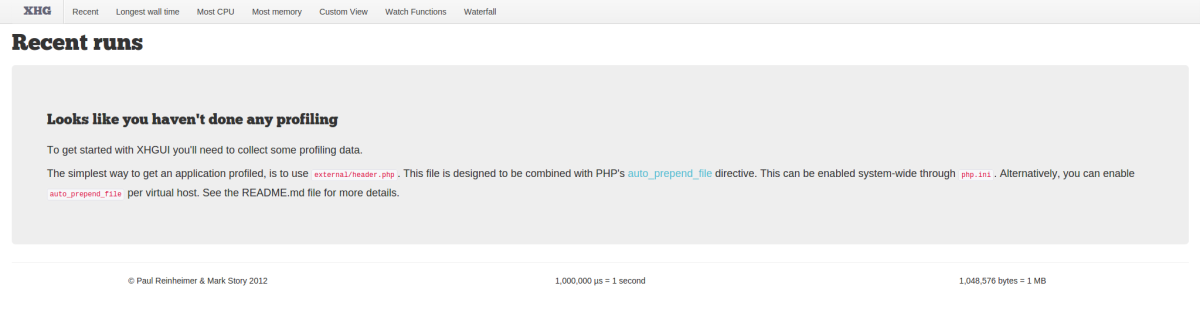 XHG Recent Longest wall time Most CPU Most memory Custom View Watch Functions Waterfall
Recent runs
Looks like you haven't done any profiling
To get started with XHGUI you'll need to collect some profiling data.
The simplest way to get an application profiled, is to use external/header.php. This file is designed to be combined with PHP's auto_prepend_file directive. This can be enabled system-wide through php.ini. Alternatively, you can enable
auto_prepend_file per virtual host. See the README.md file for more details.
© Paul Reinheimer & Mark Story 2012 1,000,000 µs = 1 second 1,048,576 bytes = 1 MB